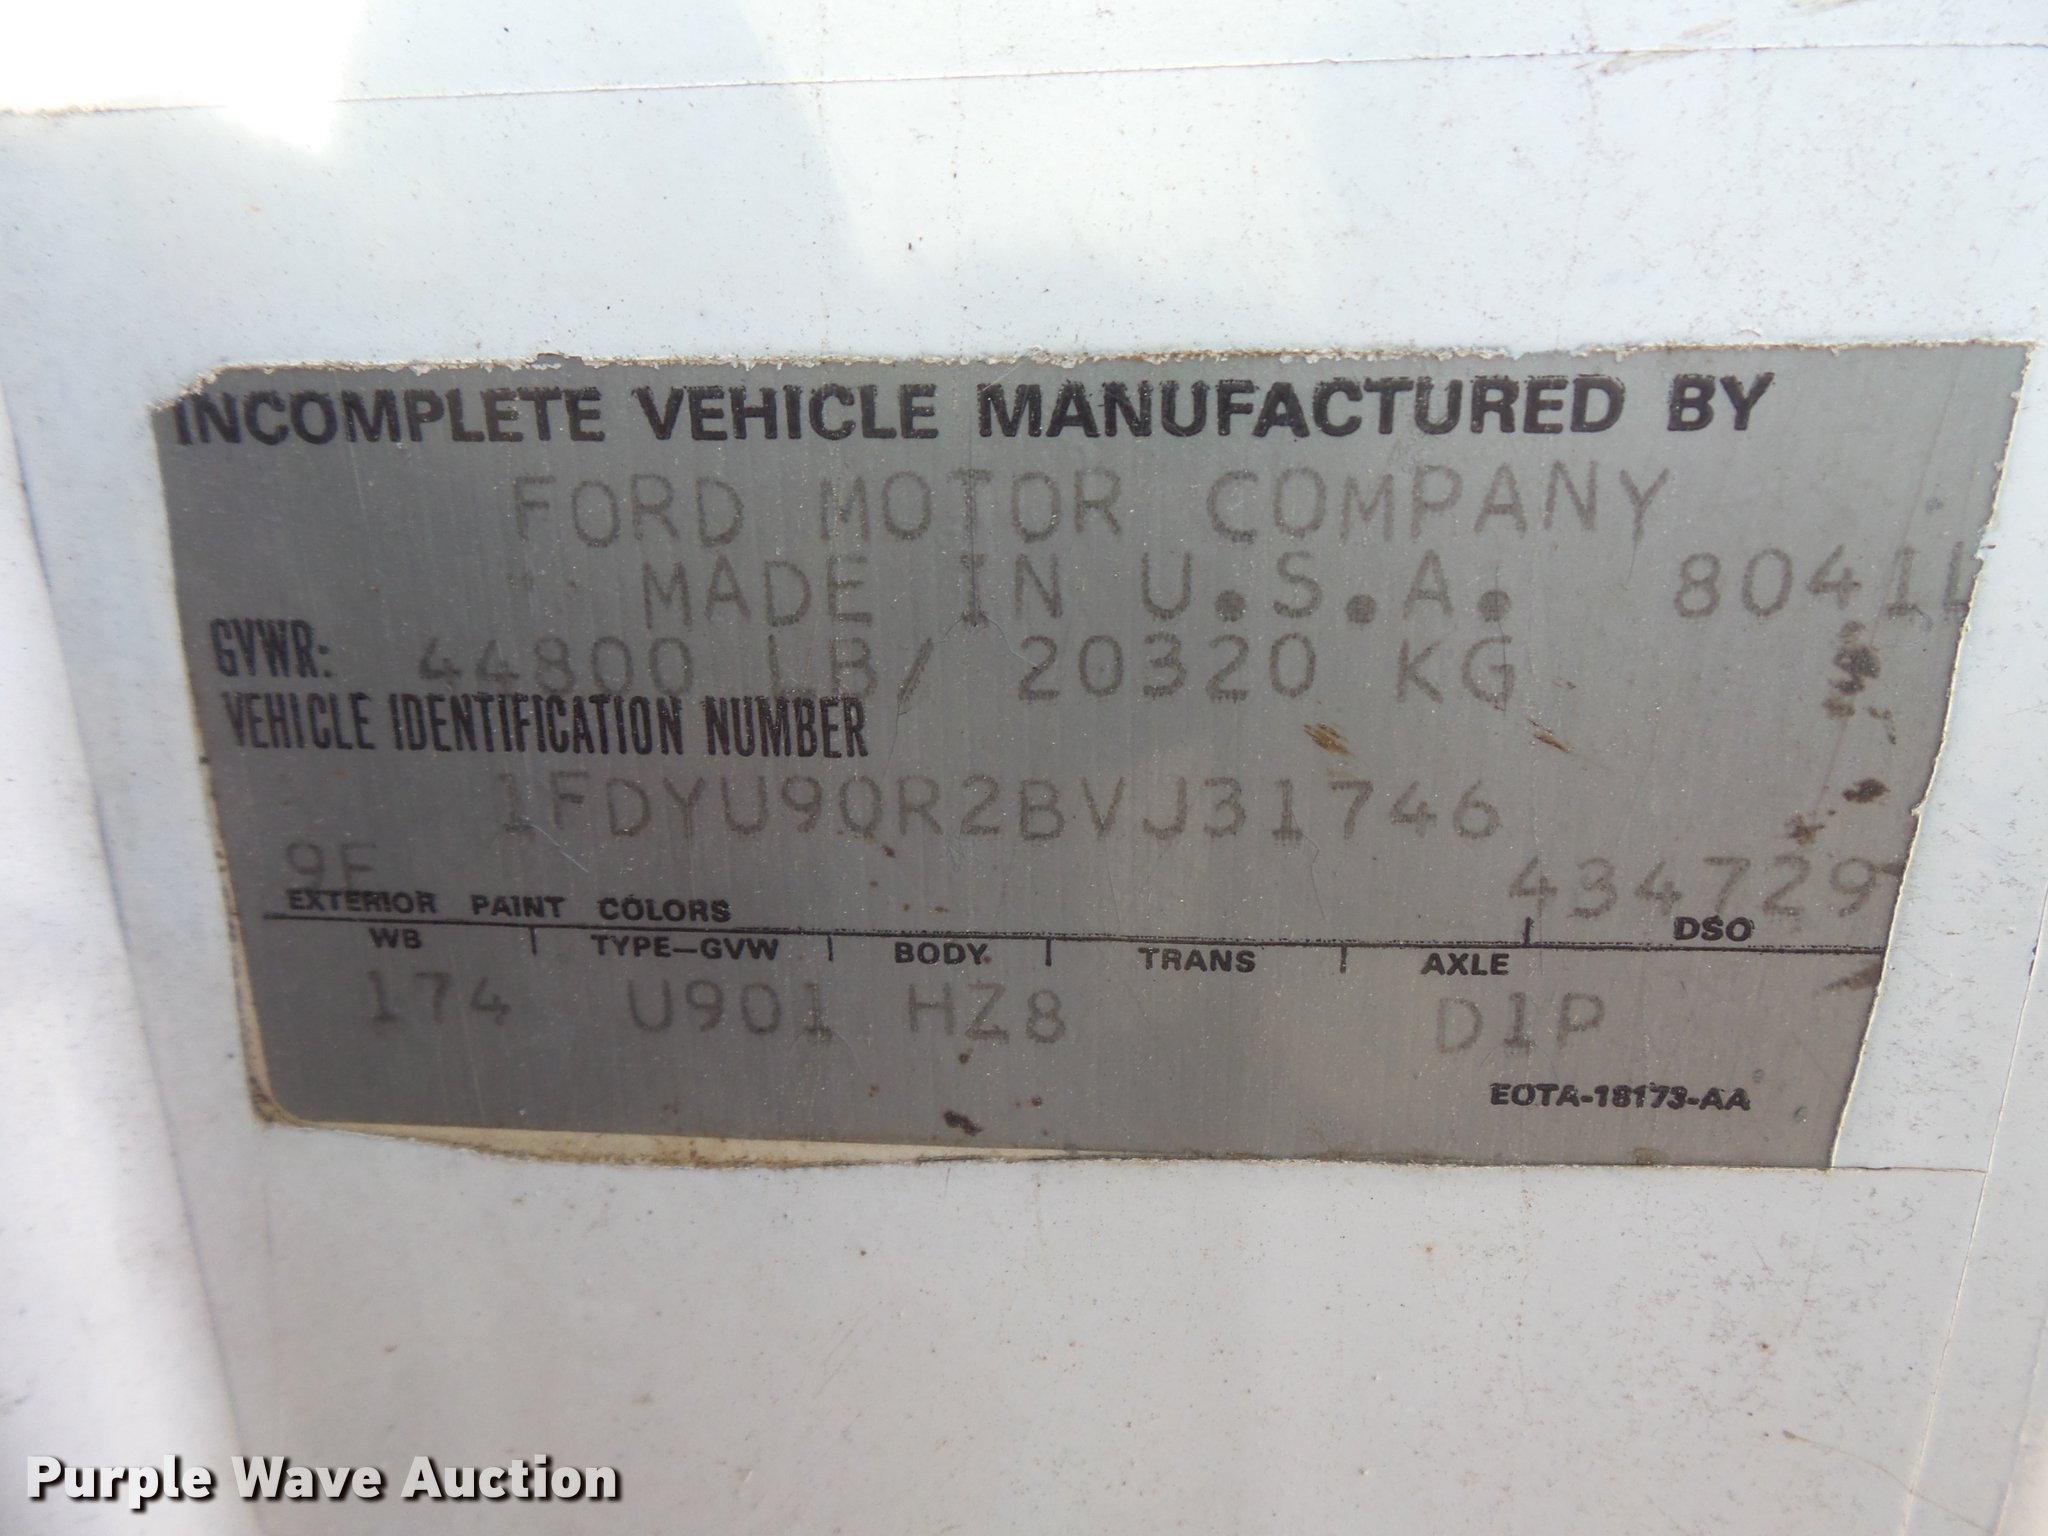 INCOMPLETE VEHICLE MANUFACTURED BY
FORD MOTOR COMPANY
MADE IN U.S.A. 8041L
GVWR: 44800 LB/ 20320 KG
VEHICLE IDENTIFICATION NUMBER
1FDYU90R2BVJ31746
9F 434729
EXTERIOR PAINT COLORS DSO
WB TYPE-GVW BODY TRANS AXLE
174 U901 HZ8 D1P
EOTA-18173-AA
Purple Wave Auction